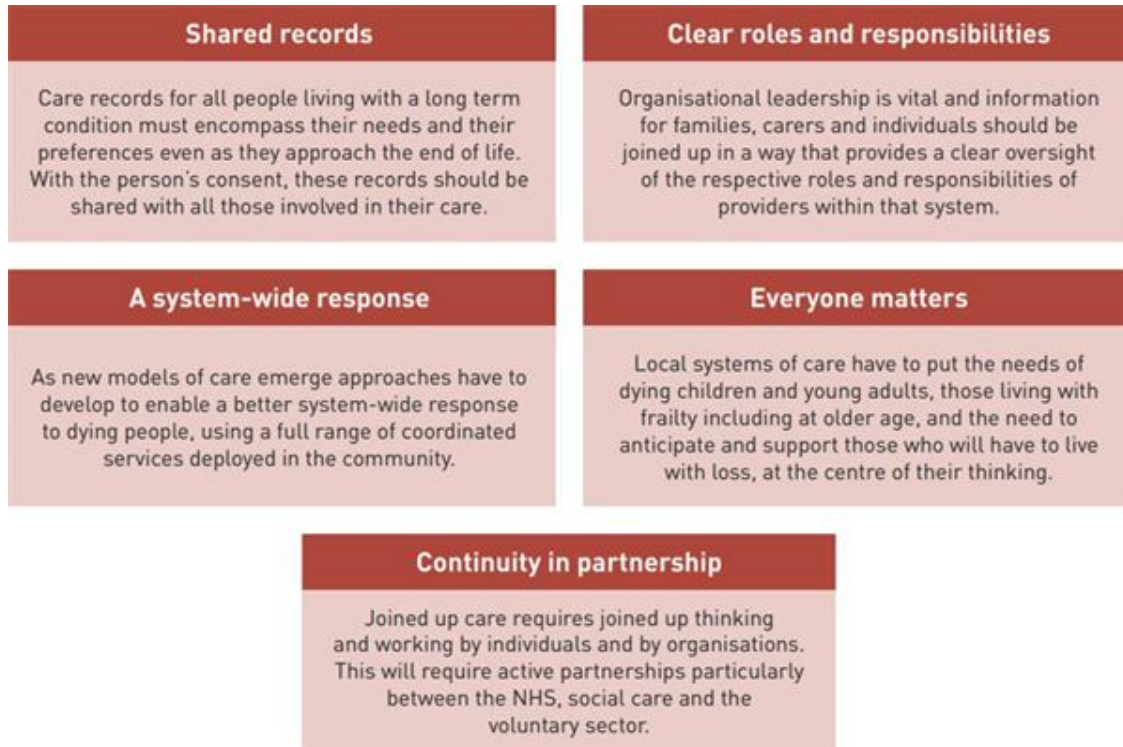 Shared records
Care records for all people living with a long term
condition must encompass their needs and their
preferences even as they approach the end of life.
With the person's consent, these records should be
shared with all those involved in their care.
Clear roles and responsibilities
Organisational leadership is vital and information
for families, carers and individuals should be
joined up in a way that provides a clear oversight
of the respective roles and responsibilities of
providers within that system.
A system-wide response
As new models of care emerge approaches have to
develop to enable a better system-wide response
to dying people, using a full range of coordinated
services deployed in the community.
Everyone matters
Local systems of care have to put the needs of
dying children and young adults, those living with
frailty including at older age, and the need to
anticipate and support those who will have to live
with loss, at the centre of their thinking.
Continuity in partnership
Joined up care requires joined up thinking
and working by individuals and by organisations.
This will require active partnerships particularly
between the NHS, social care and the
voluntary sector.